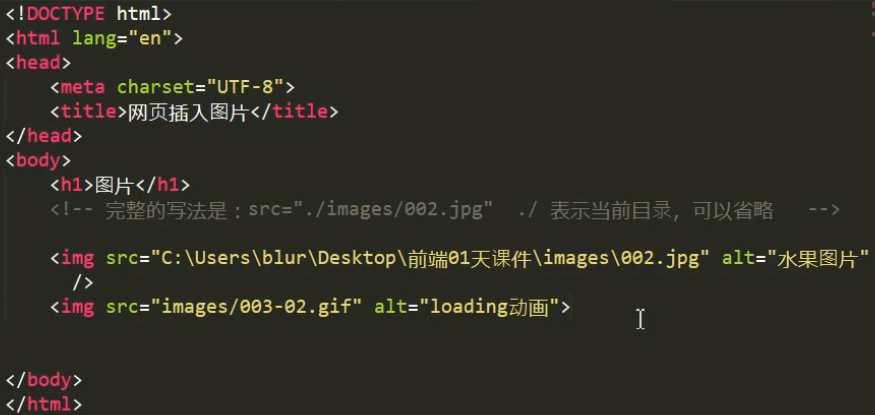 <!DOCTYPE html>
<html lang="en">
<head>
    <meta charset="UTF-8">
    <title>网页插入图片</title>
</head>
<body>
    <h1>图片</h1>
    <!-- 完整的写法是：src="./images/002.jpg"  ./ 表示当前目录，可以省略   -->
    <img src="C:\Users\blur\Desktop\前端01天课件\images\002.jpg" alt="水果图片"
      />
    <img src="images/003-02.gif" alt="loading动画">
</body>
</html>